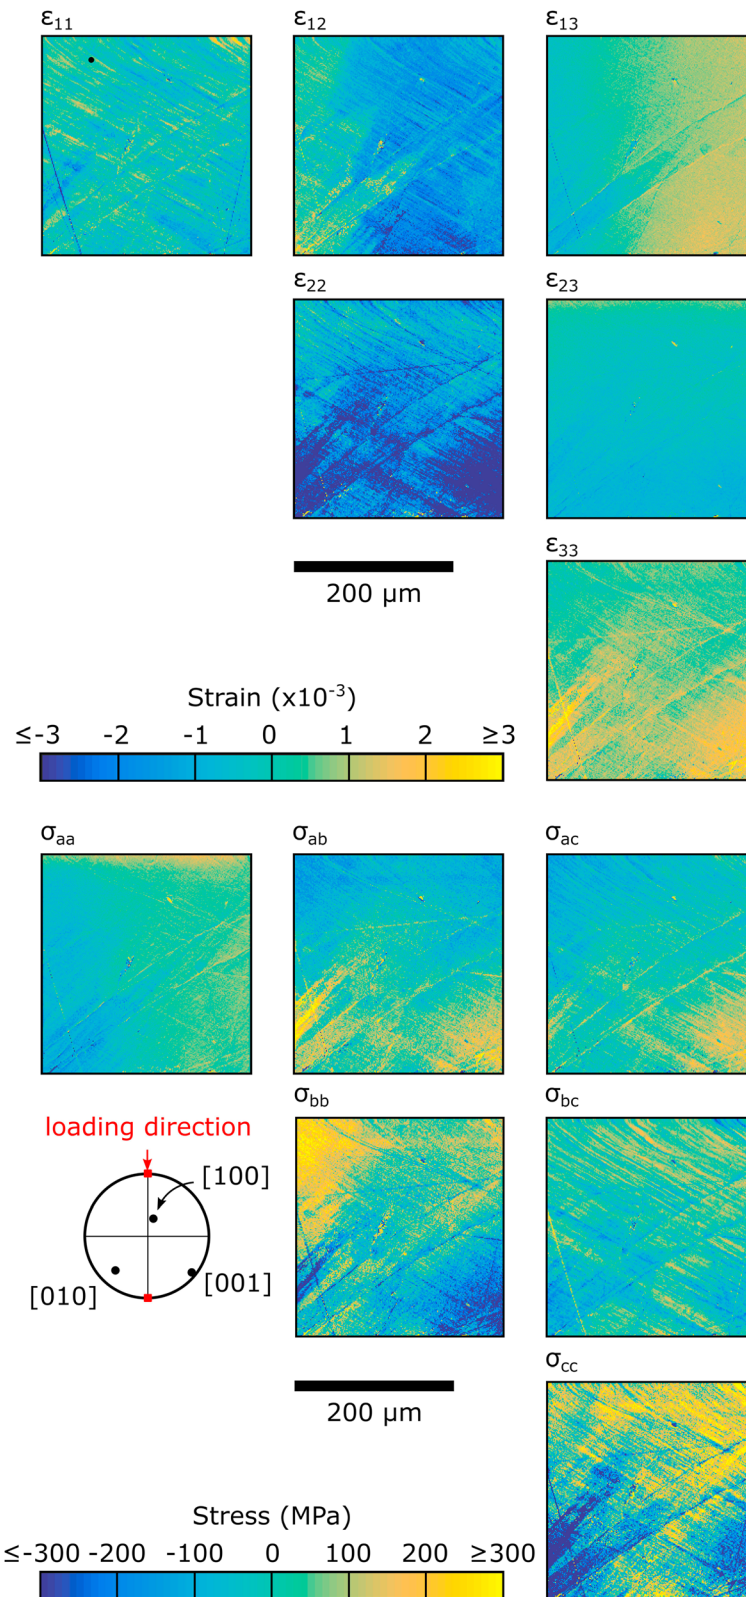 ε11 ε12 ε13
ε22 ε23
ε33
200 µm
Strain (x10-3)
≤-3 -2 -1 0 1 2 ≥3
σaa σab σac
σbb σbc
loading direction
[100]
[010] [001]
σcc
200 µm
Stress (MPa)
≤-300 -200 -100 0 100 200 ≥300